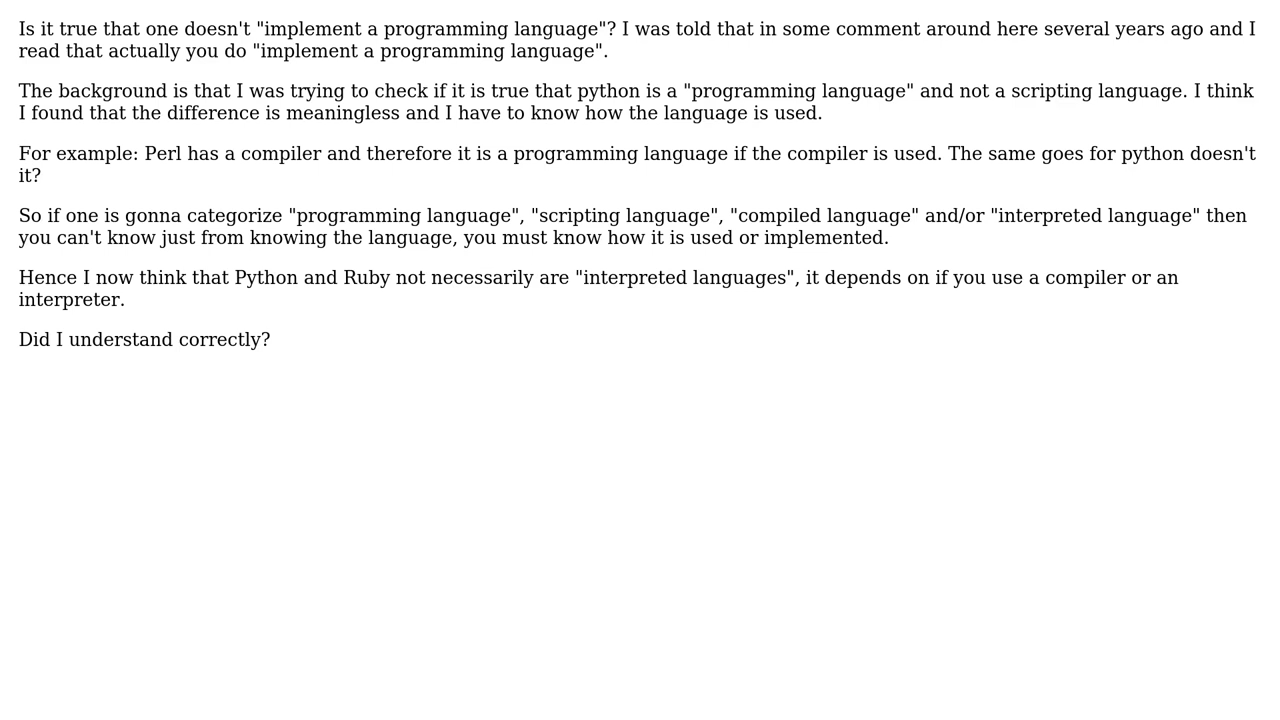 Is it true that one doesn't "implement a programming language"? I was told that in some comment around here several years ago and I
read that actually you do "implement a programming language".
The background is that I was trying to check if it is true that python is a "programming language" and not a scripting language. I think
I found that the difference is meaningless and I have to know how the language is used.
For example: Perl has a compiler and therefore it is a programming language if the compiler is used. The same goes for python doesn't
it?
So if one is gonna categorize "programming language", "scripting language", "compiled language" and/or "interpreted language" then
you can't know just from knowing the language, you must know how it is used or implemented.
Hence I now think that Python and Ruby not necessarily are "interpreted languages", it depends on if you use a compiler or an
interpreter.
Did I understand correctly?